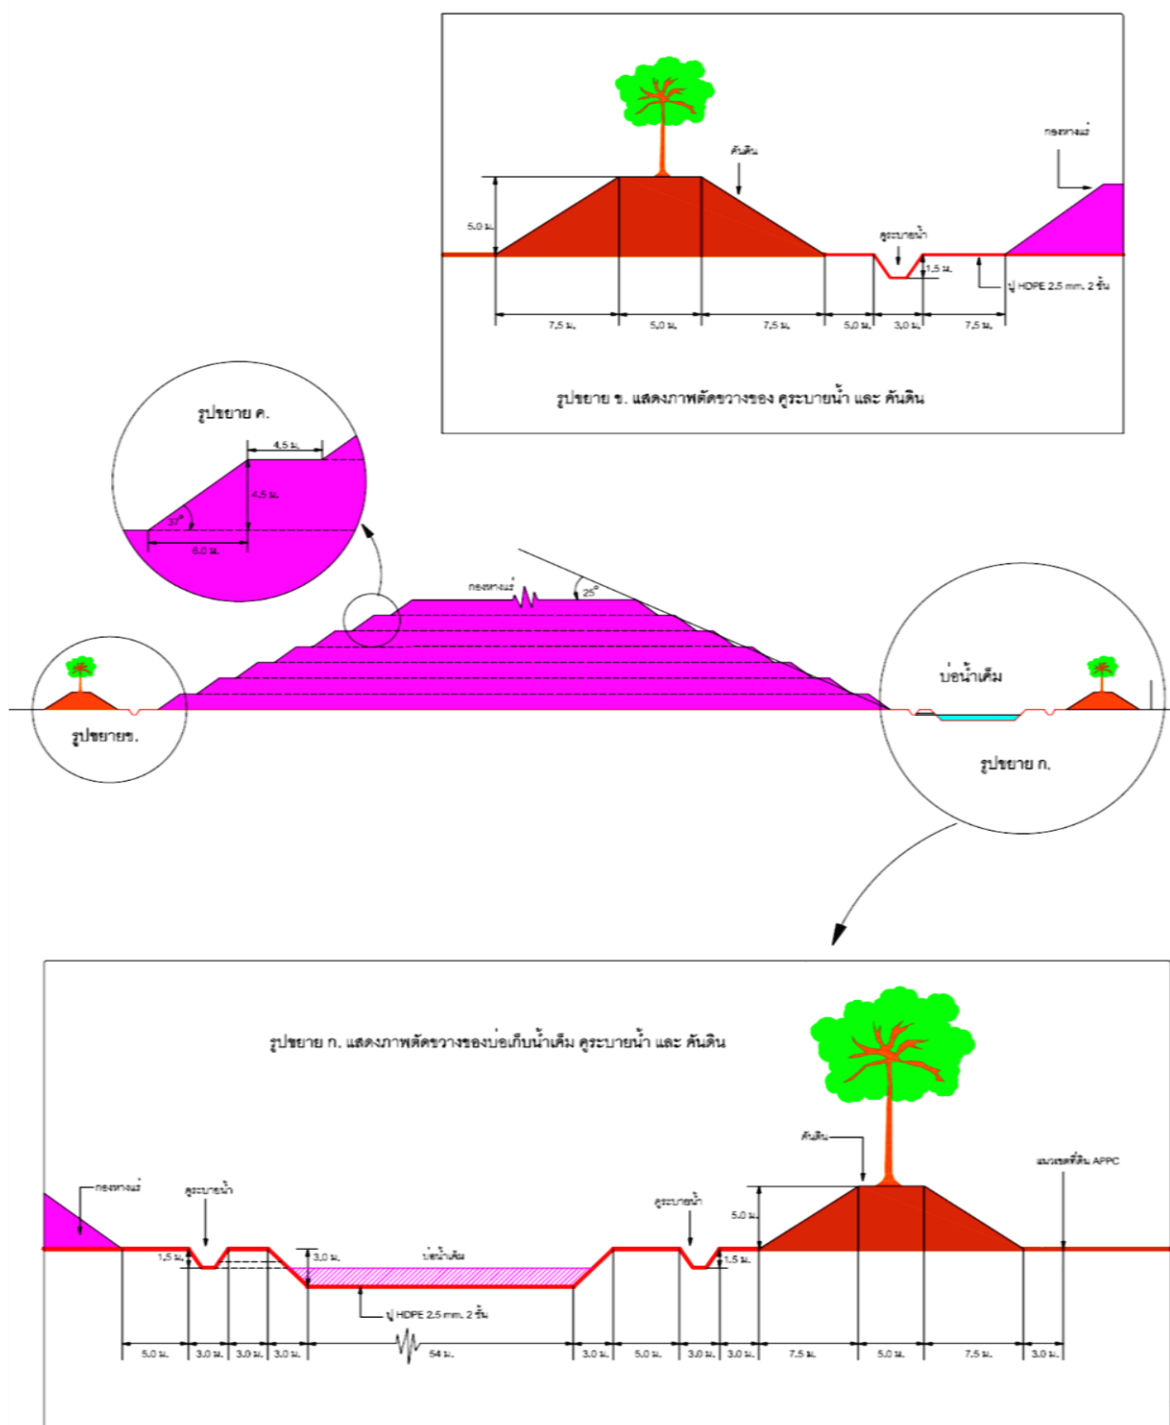 กองหางแร่
คันดิน
5.0 ม.
คูระบายน้ำ
1.5 ม.
ปู HDPE 2.5 mm. 2 ชั้น
7.5 ม.
5.0 ม.
7.5 ม.
5.0 ม.
3.0 ม.
7.5 ม.
รูปขยาย ข. แสดงภาพตัดขวางของ คูระบายน้ำ และ คันดิน
รูปขยาย ค.
4.5 ม.
4.5 ม.
37°
6.0 ม.
กองหางแร่
25°
บ่อน้ำเค็ม
รูปขยายข.
รูปขยาย ก.
รูปขยาย ก. แสดงภาพตัดขวางของบ่อเก็บน้ำเค็ม คูระบายน้ำ และ คันดิน
คันดิน
แนวเขตที่ดิน APPC
กองหางแร่
คูระบายน้ำ
คูระบายน้ำ
5.0 ม.
1.5 ม.
3.0 ม.
บ่อน้ำเค็ม
1.5 ม.
ปู HDPE 2.5 mm. 2 ชั้น
5.0 ม.
3.0 ม.
3.0 ม.
3.0 ม.
54 ม.
3.0 ม.
5.0 ม.
3.0 ม.
3.0 ม.
7.5 ม.
5.0 ม.
7.5 ม.
3.0 ม.